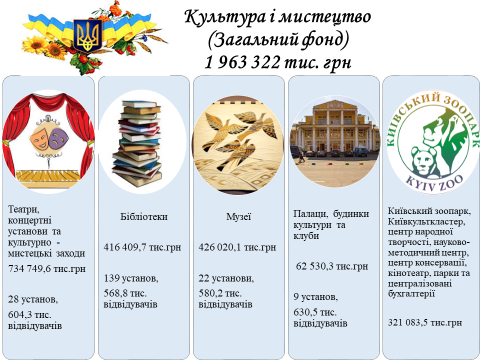 Культура і мистецтво
(Загальний фонд)
1 963 322 тис. грн
Театри,
концертні
установи та
культурно -
мистецькі заходи
734 749,6 тис.грн
28 установ,
604,3 тис.
відвідувачів
Бібліотеки
416 409,7 тис.грн
139 установ,
568,8 тис.
відвідувачів
Музеї
426 020,1 тис.грн
22 установи,
580,2 тис.
відвідувачів
Палаци, будинки
культури та
клуби
62 530,3 тис.грн
9 установ,
630,5 тис.
відвідувачів
КИЇВСЬКИЙ ЗООПАРК
KYIV ZOO
Київський зоопарк,
Київкульткластер,
центр народної
творчості, науково-
методичний центр,
центр консервації,
кінотеатр, парки та
централізовані
бухгалтерії
321 083,5 тис.грн